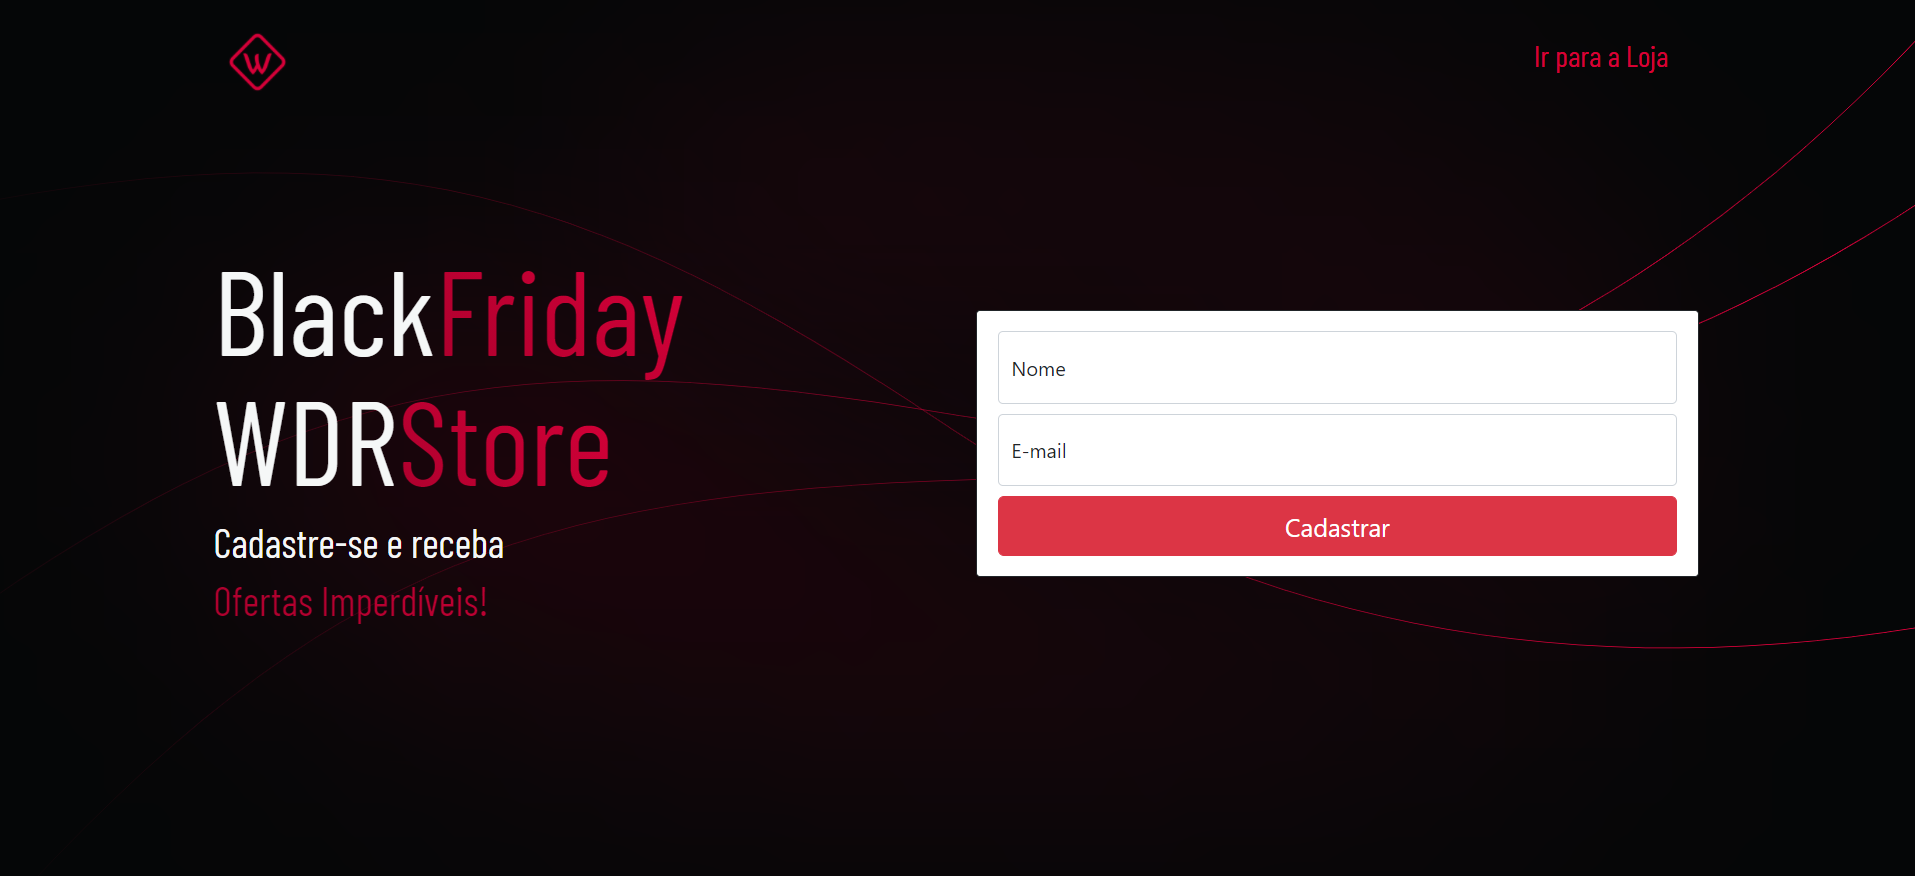 W
Ir para a Loja
BlackFriday
WDRStore
Cadastre-se e receba
Ofertas Imperdíveis!
Nome
E-mail
Cadastrar